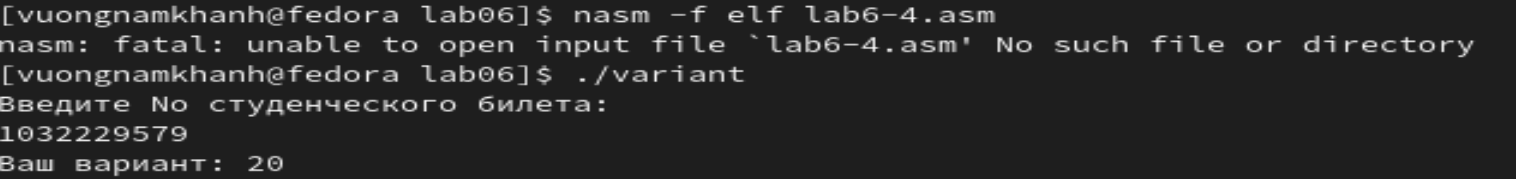 [vuongnamkhanh@fedora lab06]$ nasm -f elf lab6-4.asm
nasm: fatal: unable to open input file `lab6-4.asm' No such file or directory
[vuongnamkhanh@fedora lab06]$ ./variant
Введите No студенческого билета:
1032229579
Ваш вариант: 20